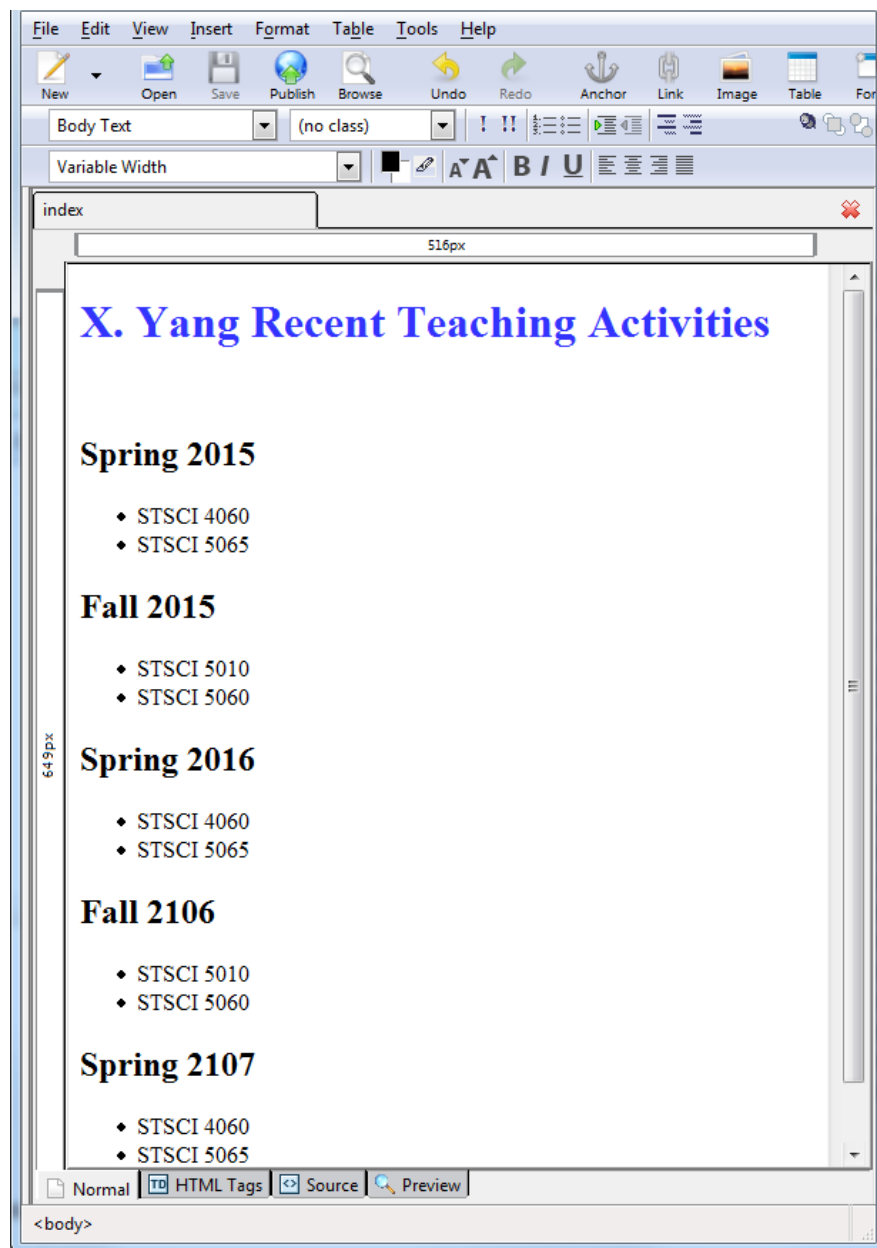 File Edit View Insert Format Table Tools Help
New Open Save Publish Browse Undo Redo Anchor Link Image Table For
Body Text (no class) ! !!
Variable Width A A B I U
index
516px
X. Yang Recent Teaching Activities
Spring 2015
STSCI 4060
STSCI 5065
Fall 2015
STSCI 5010
STSCI 5060
649px
Spring 2016
STSCI 4060
STSCI 5065
Fall 2106
STSCI 5010
STSCI 5060
Spring 2107
STSCI 4060
STSCI 5065
Normal TD HTML Tags <> Source Preview
<body>